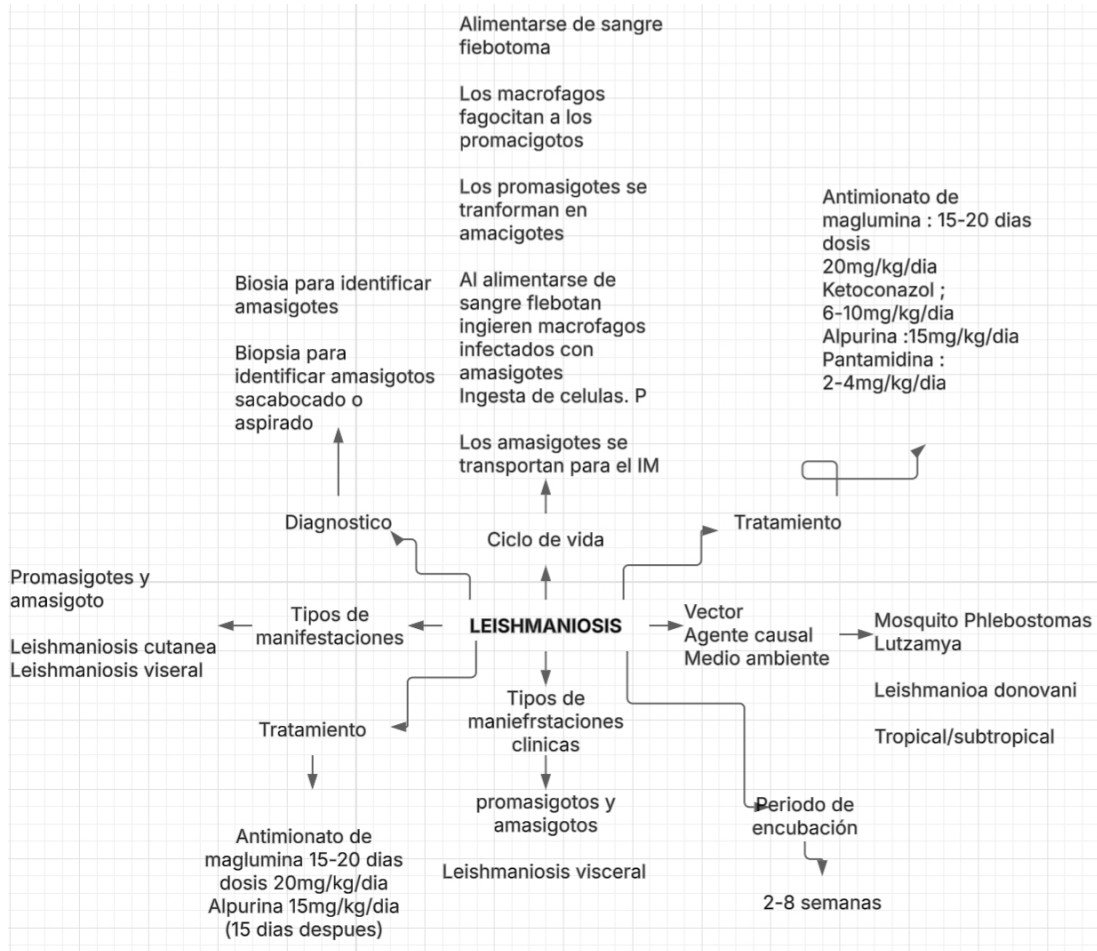 Alimentarse de sangre
fiebotoma
Los macrofagos
fagocitan a los
promacigotos
Los promasigotes se
tranforman en
amacigotes
Al alimentarse de
sangre flebotan
ingieren macrofagos
infectados con
amasigotes
Ingesta de celulas. P
Los amasigotes se
transportan para el IM
Antimionato de
maglumina : 15-20 dias
dosis
20mg/kg/dia
Ketoconazol ;
6-10mg/kg/dia
Alpurina :15mg/kg/dia
Pantamidina :
2-4mg/kg/dia
Biosia para identificar
amasigotes
Biopsia para
identificar amasigotos
sacabocado o
aspirado
Diagnostico
Ciclo de vida
Tratamiento
Promasigotes y
amasigoto
Leishmaniosis cutanea
Leishmaniosis viseral
Tipos de
manifestaciones
LEISHMANIOSIS
Vector
Agente causal
Medio ambiente
Mosquito Phlebostomas
Lutzamya
Leishmanioa donovani
Tropical/subtropical
Tratamiento
Tipos de
maniefrstaciones
clinicas
promasigotos y
amasigotos
Leishmaniosis visceral
Periodo de
encubación
2-8 semanas
Antimionato de
maglumina 15-20 dias
dosis 20mg/kg/dia
Alpurina 15mg/kg/dia
(15 dias despues)